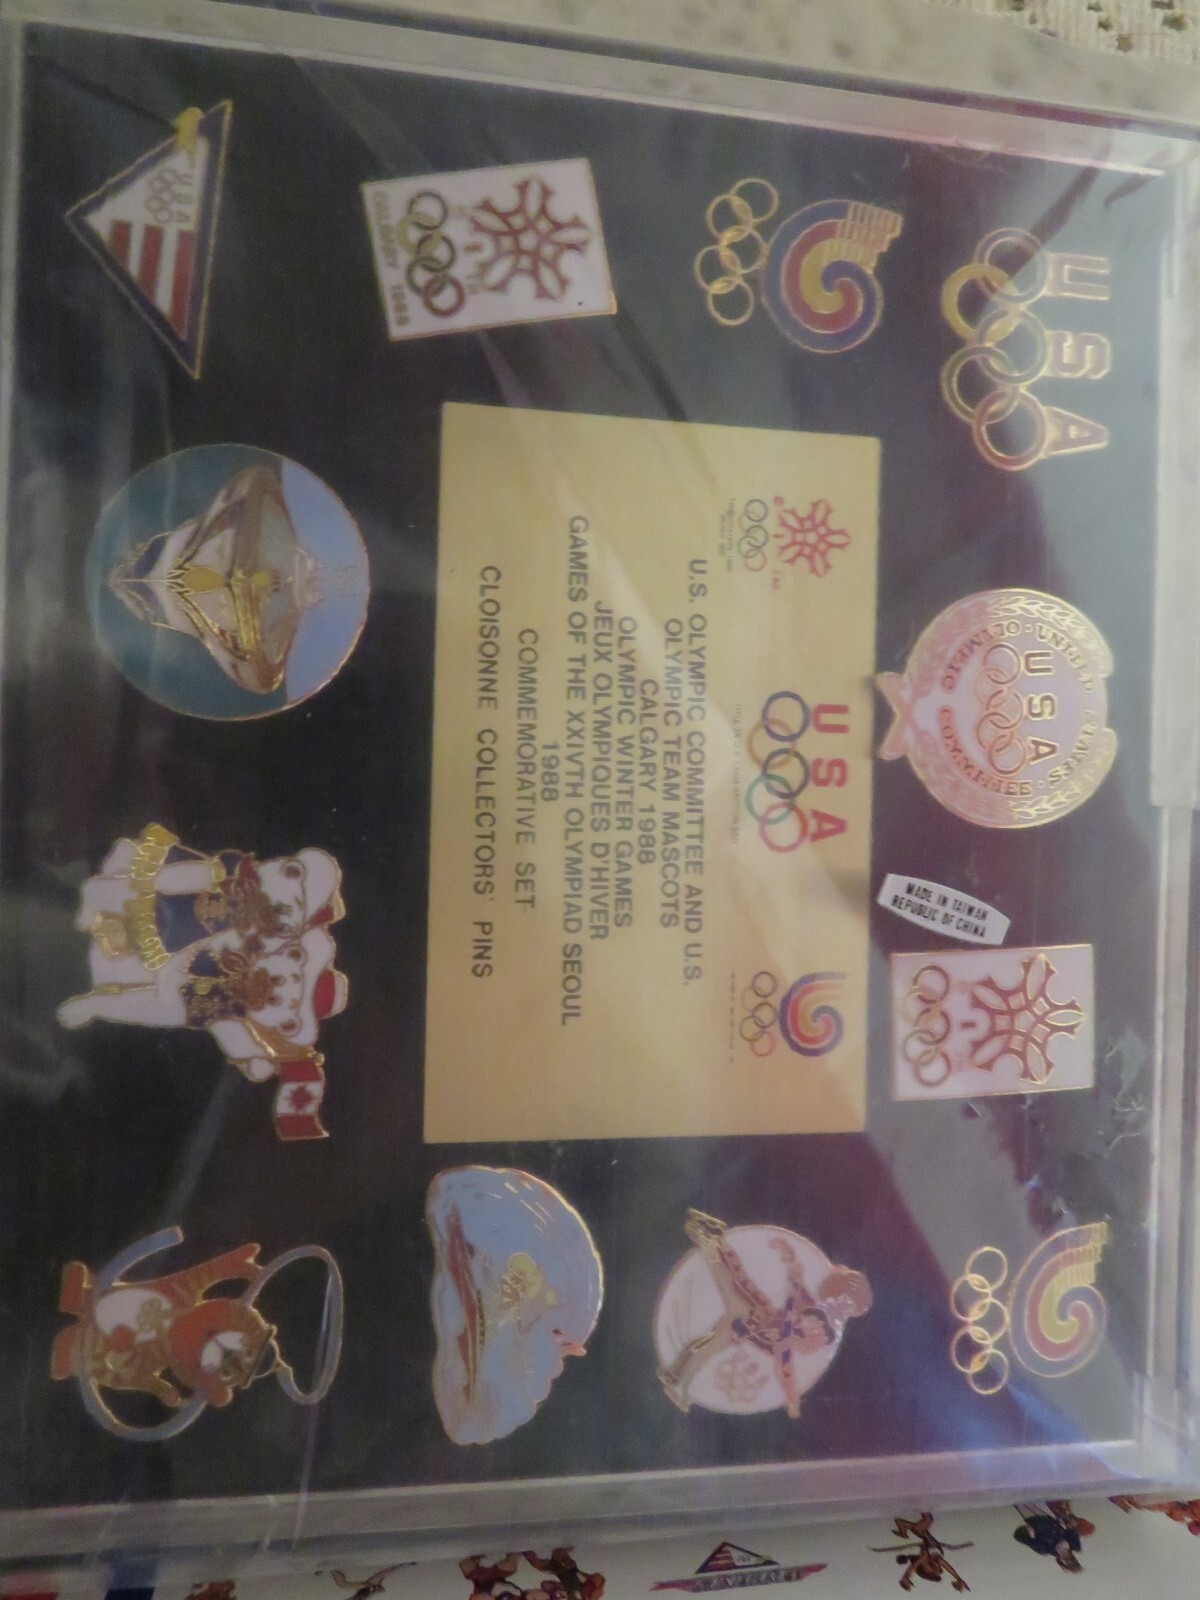 USA
UNITED STATES
OLYMPIC COMMITTEE
USA
MADE IN TAIWAN
REPUBLIC OF CHINA
USA
U.S. OLYMPIC COMMITTEE AND U.S.
OLYMPIC TEAM MASCOTS
CALGARY 1988
OLYMPIC WINTER GAMES
JEUX OLYMPIQUES D'HIVER
GAMES OF THE XXIVTH OLYMPIAD SEOUL
1988
COMMEMORATIVE SET
CLOISONNE COLLECTORS' PINS
CALGARY 1988
USA